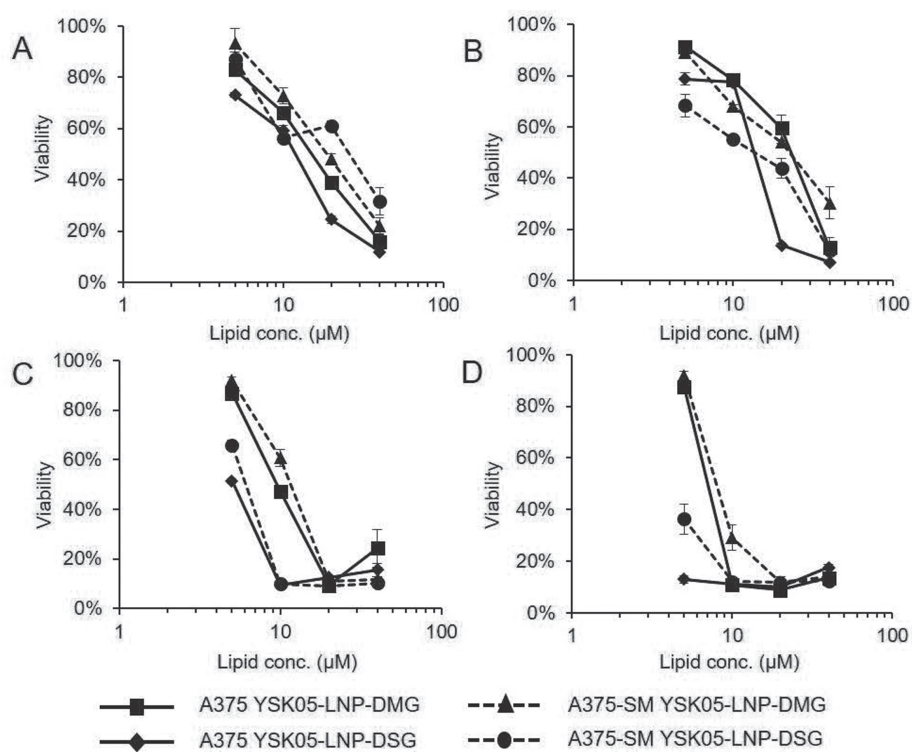 A
100%
80%
60%
40%
20%
0%
Viability
1 10 100
Lipid conc. (µM)
B
100%
80%
60%
40%
20%
0%
Viability
1 10 100
Lipid conc. (µM)
C
100%
80%
60%
40%
20%
0%
Viability
1 10 100
Lipid conc. (µM)
D
100%
80%
60%
40%
20%
0%
Viability
1 10 100
Lipid conc. (µM)
A375 YSK05-LNP-DMG
A375-SM YSK05-LNP-DMG
A375 YSK05-LNP-DSG
A375-SM YSK05-LNP-DSG